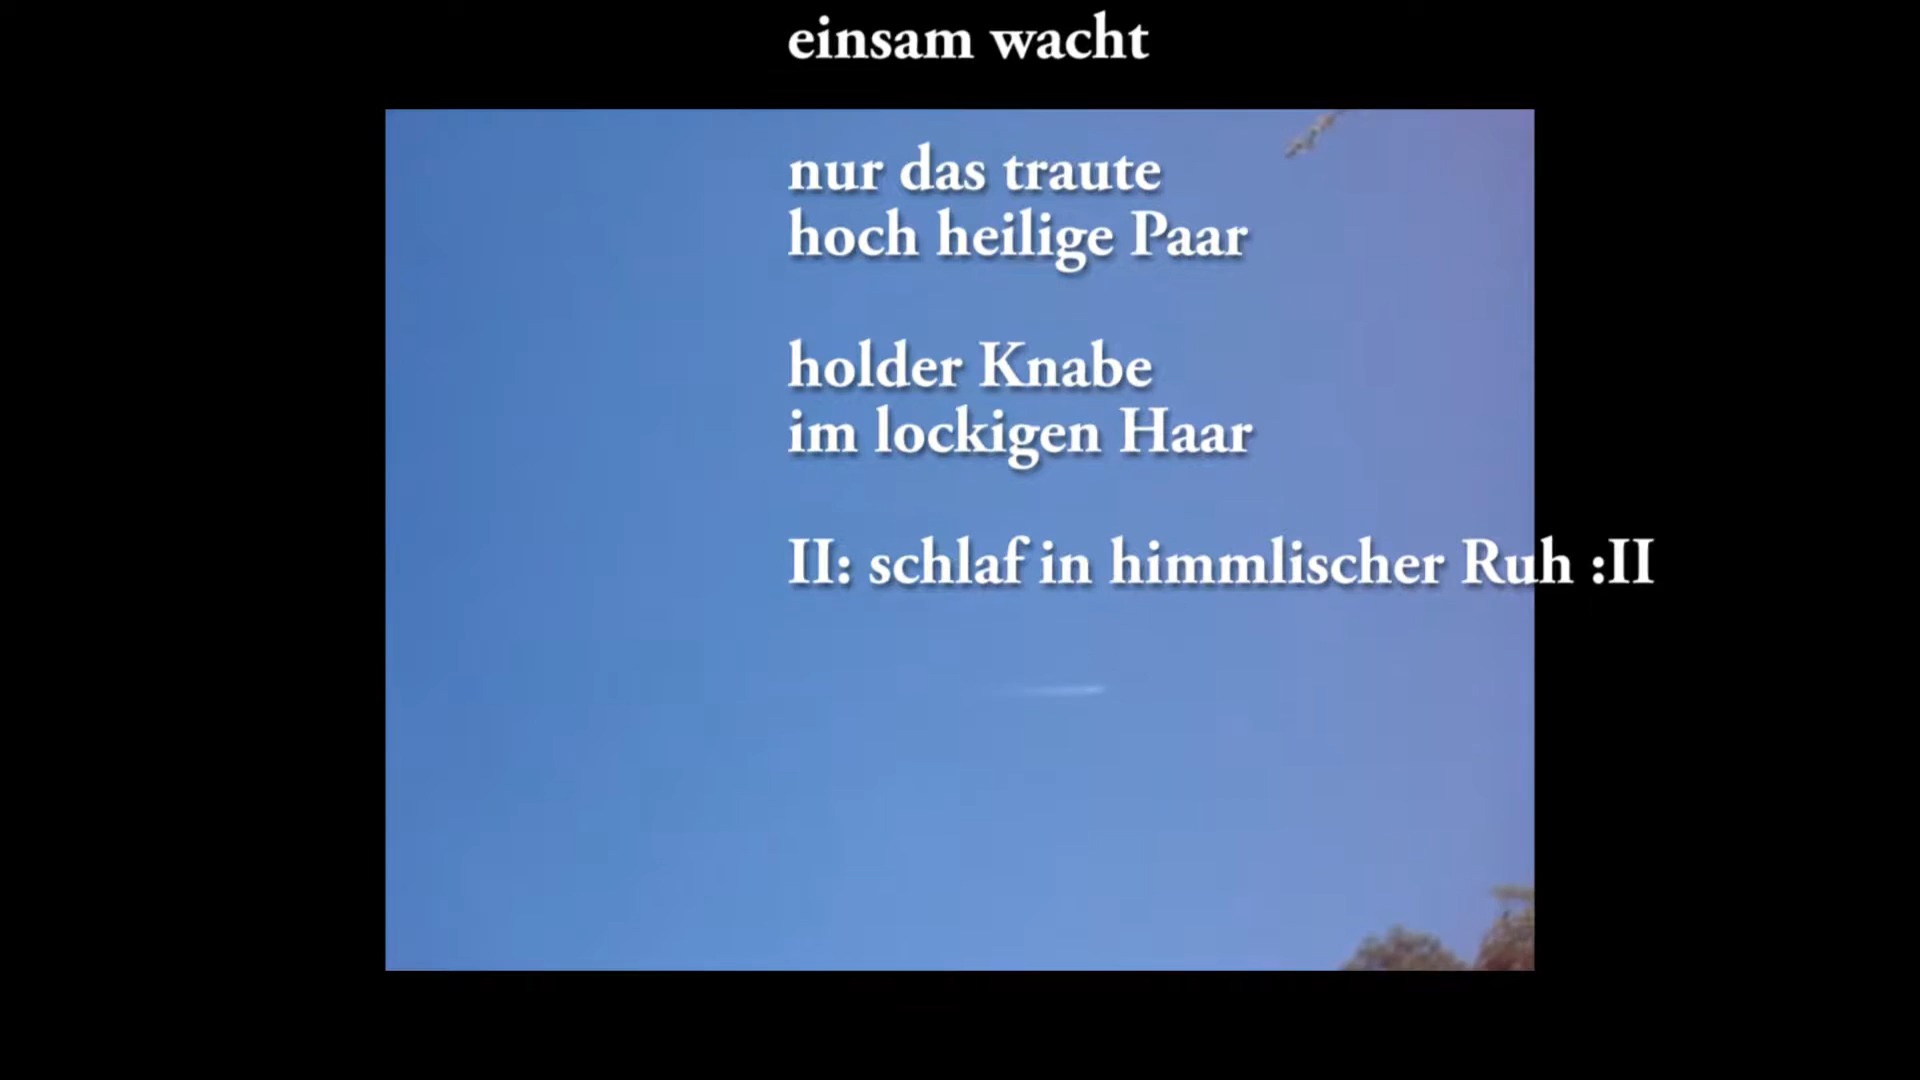 einsam wacht
nur das traute
hoch heilige Paar
holder Knabe
im lockigen Haar
II: schlaf in himmlischer Ruh :II